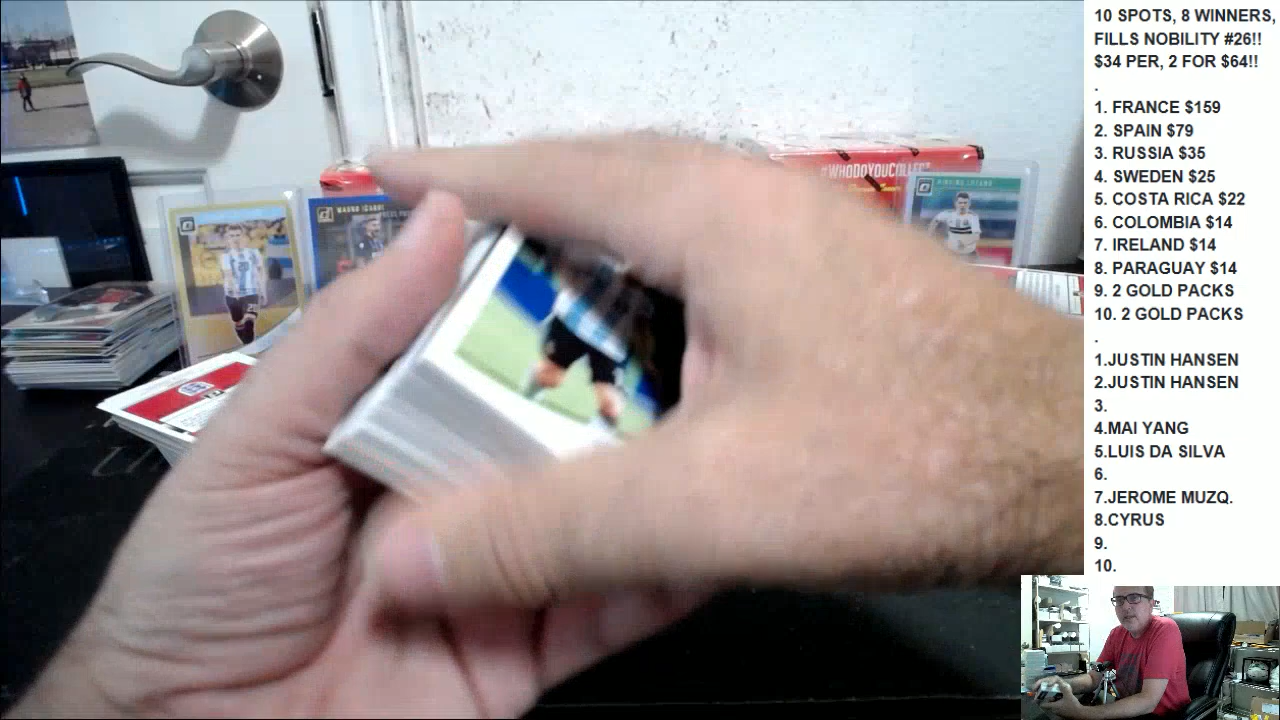 10 SPOTS, 8 WINNERS,
FILLS NOBILITY #26!!
$34 PER, 2 FOR $64!!
.
1. FRANCE $159
2. SPAIN $79
3. RUSSIA $35
4. SWEDEN $25
5. COSTA RICA $22
6. COLOMBIA $14
7. IRELAND $14
8. PARAGUAY $14
9. 2 GOLD PACKS
10. 2 GOLD PACKS
.
1.JUSTIN HANSEN
2.JUSTIN HANSEN
3.
4.MAI YANG
5.LUIS DA SILVA
6.
7.JEROME MUZQ.
8.CYRUS
9.
10.
#WHODOYOUCOLLECT
MAURO ICARDI